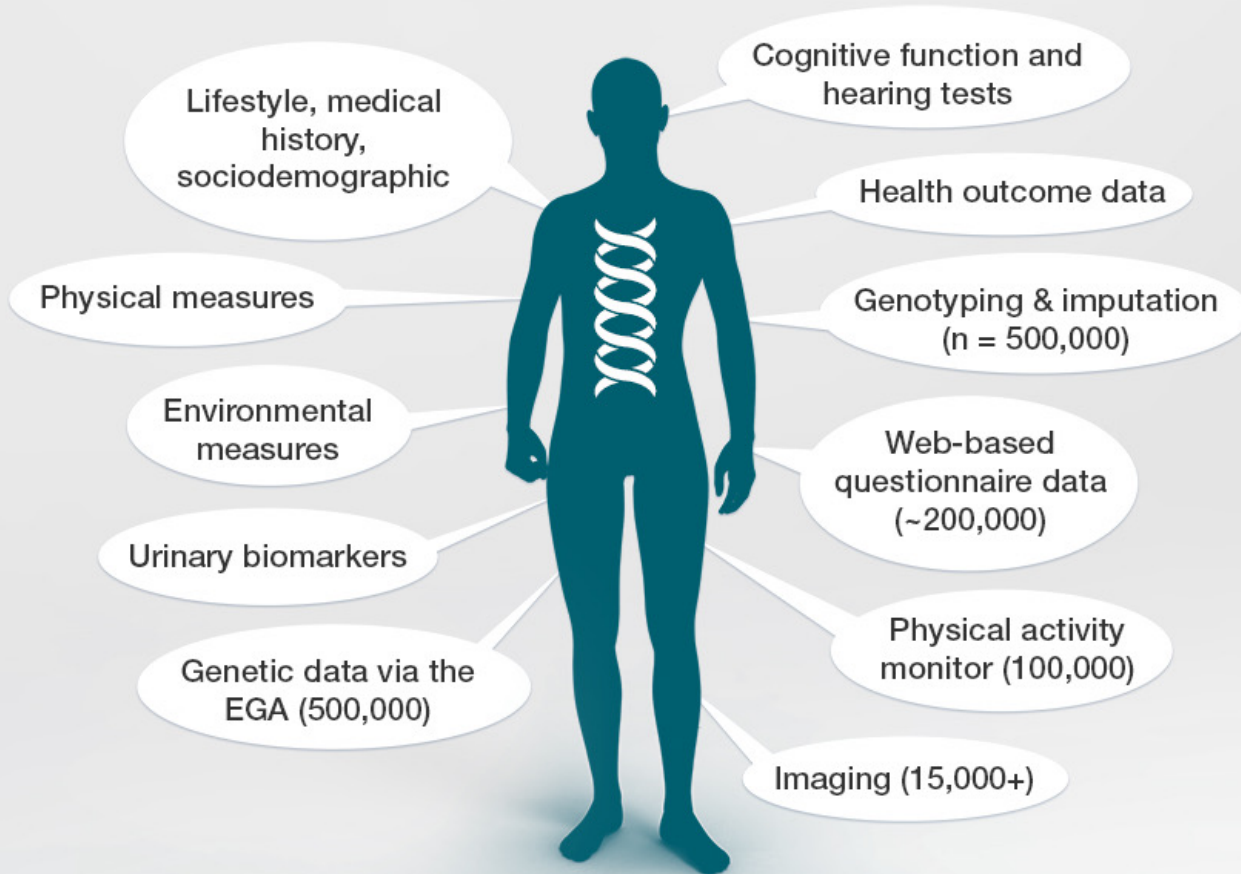 Lifestyle, medical
history,
sociodemographic
Cognitive function and
hearing tests
Health outcome data
Physical measures
Genotyping & imputation
(n = 500,000)
Environmental
measures
Web-based
questionnaire data
(~200,000)
Urinary biomarkers
Physical activity
monitor (100,000)
Genetic data via the
EGA (500,000)
Imaging (15,000+)